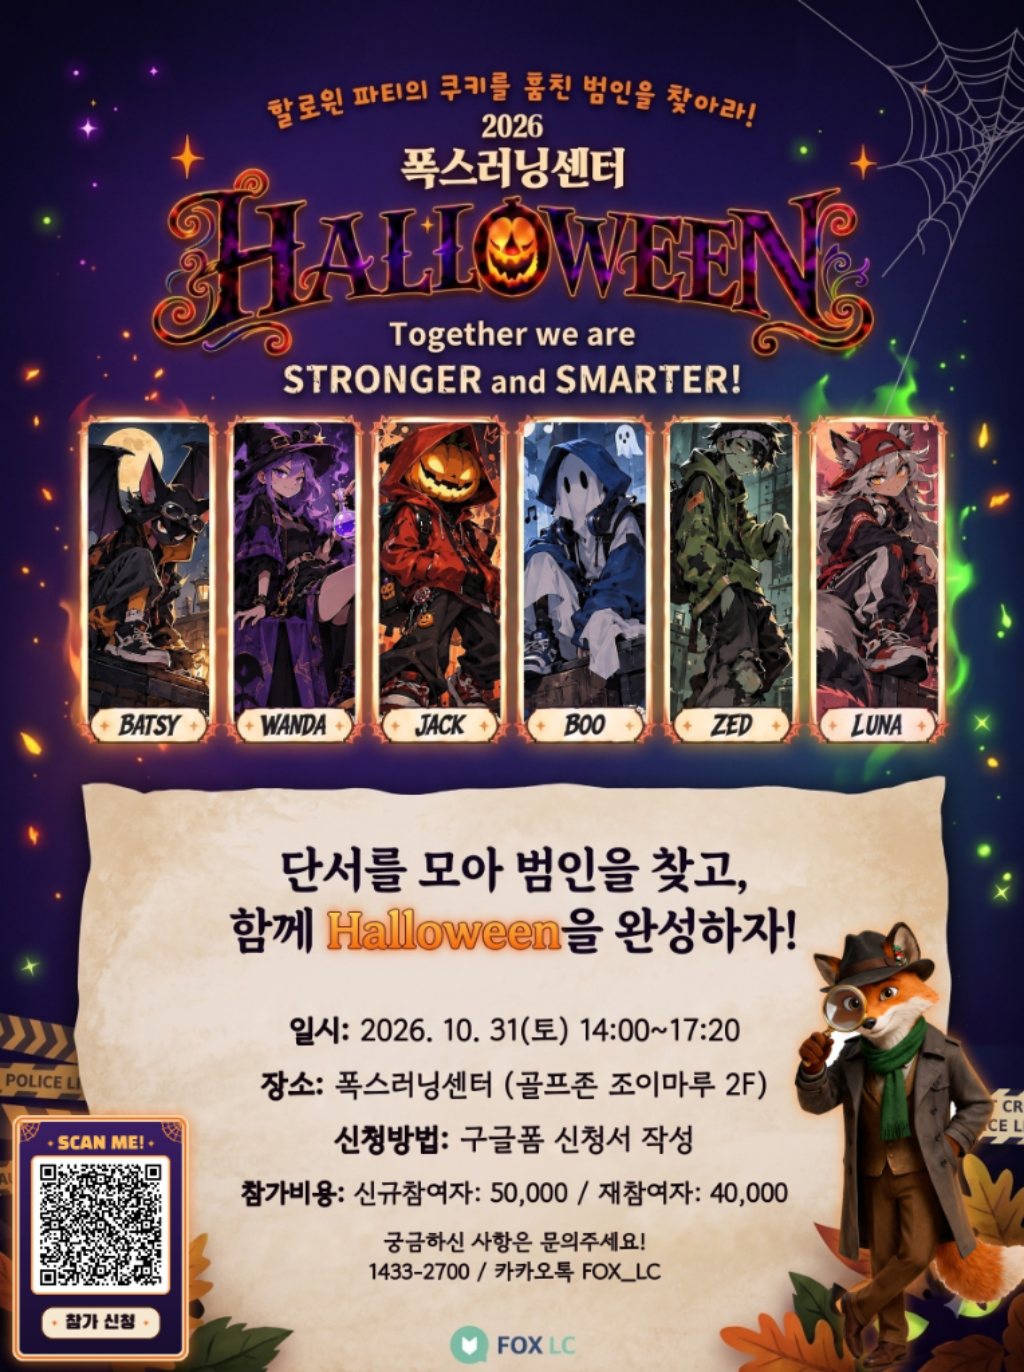 할로윈 파티의 쿠키를 훔친 범인을 찾아라!
2026
폭스러닝센터
HALLOWEEN
Together we are
STRONGER and SMARTER!
BATSY
WANDA
JACK
BOO
ZED
LUNA
단서를 모아 범인을 찾고,
함께 Halloween을 완성하자!
일시: 2026. 10. 31(토) 14:00~17:20
장소: 폭스러닝센터 (골프존 조이마루 2F)
신청방법: 구글폼 신청서 작성
참가비용: 신규참여자: 50,000 / 재참여자: 40,000
궁금하신 사항은 문의주세요!
1433-2700 / 카카오톡 FOX_LC
POLICE LI
SCAN ME!
참가 신청
FOX LC